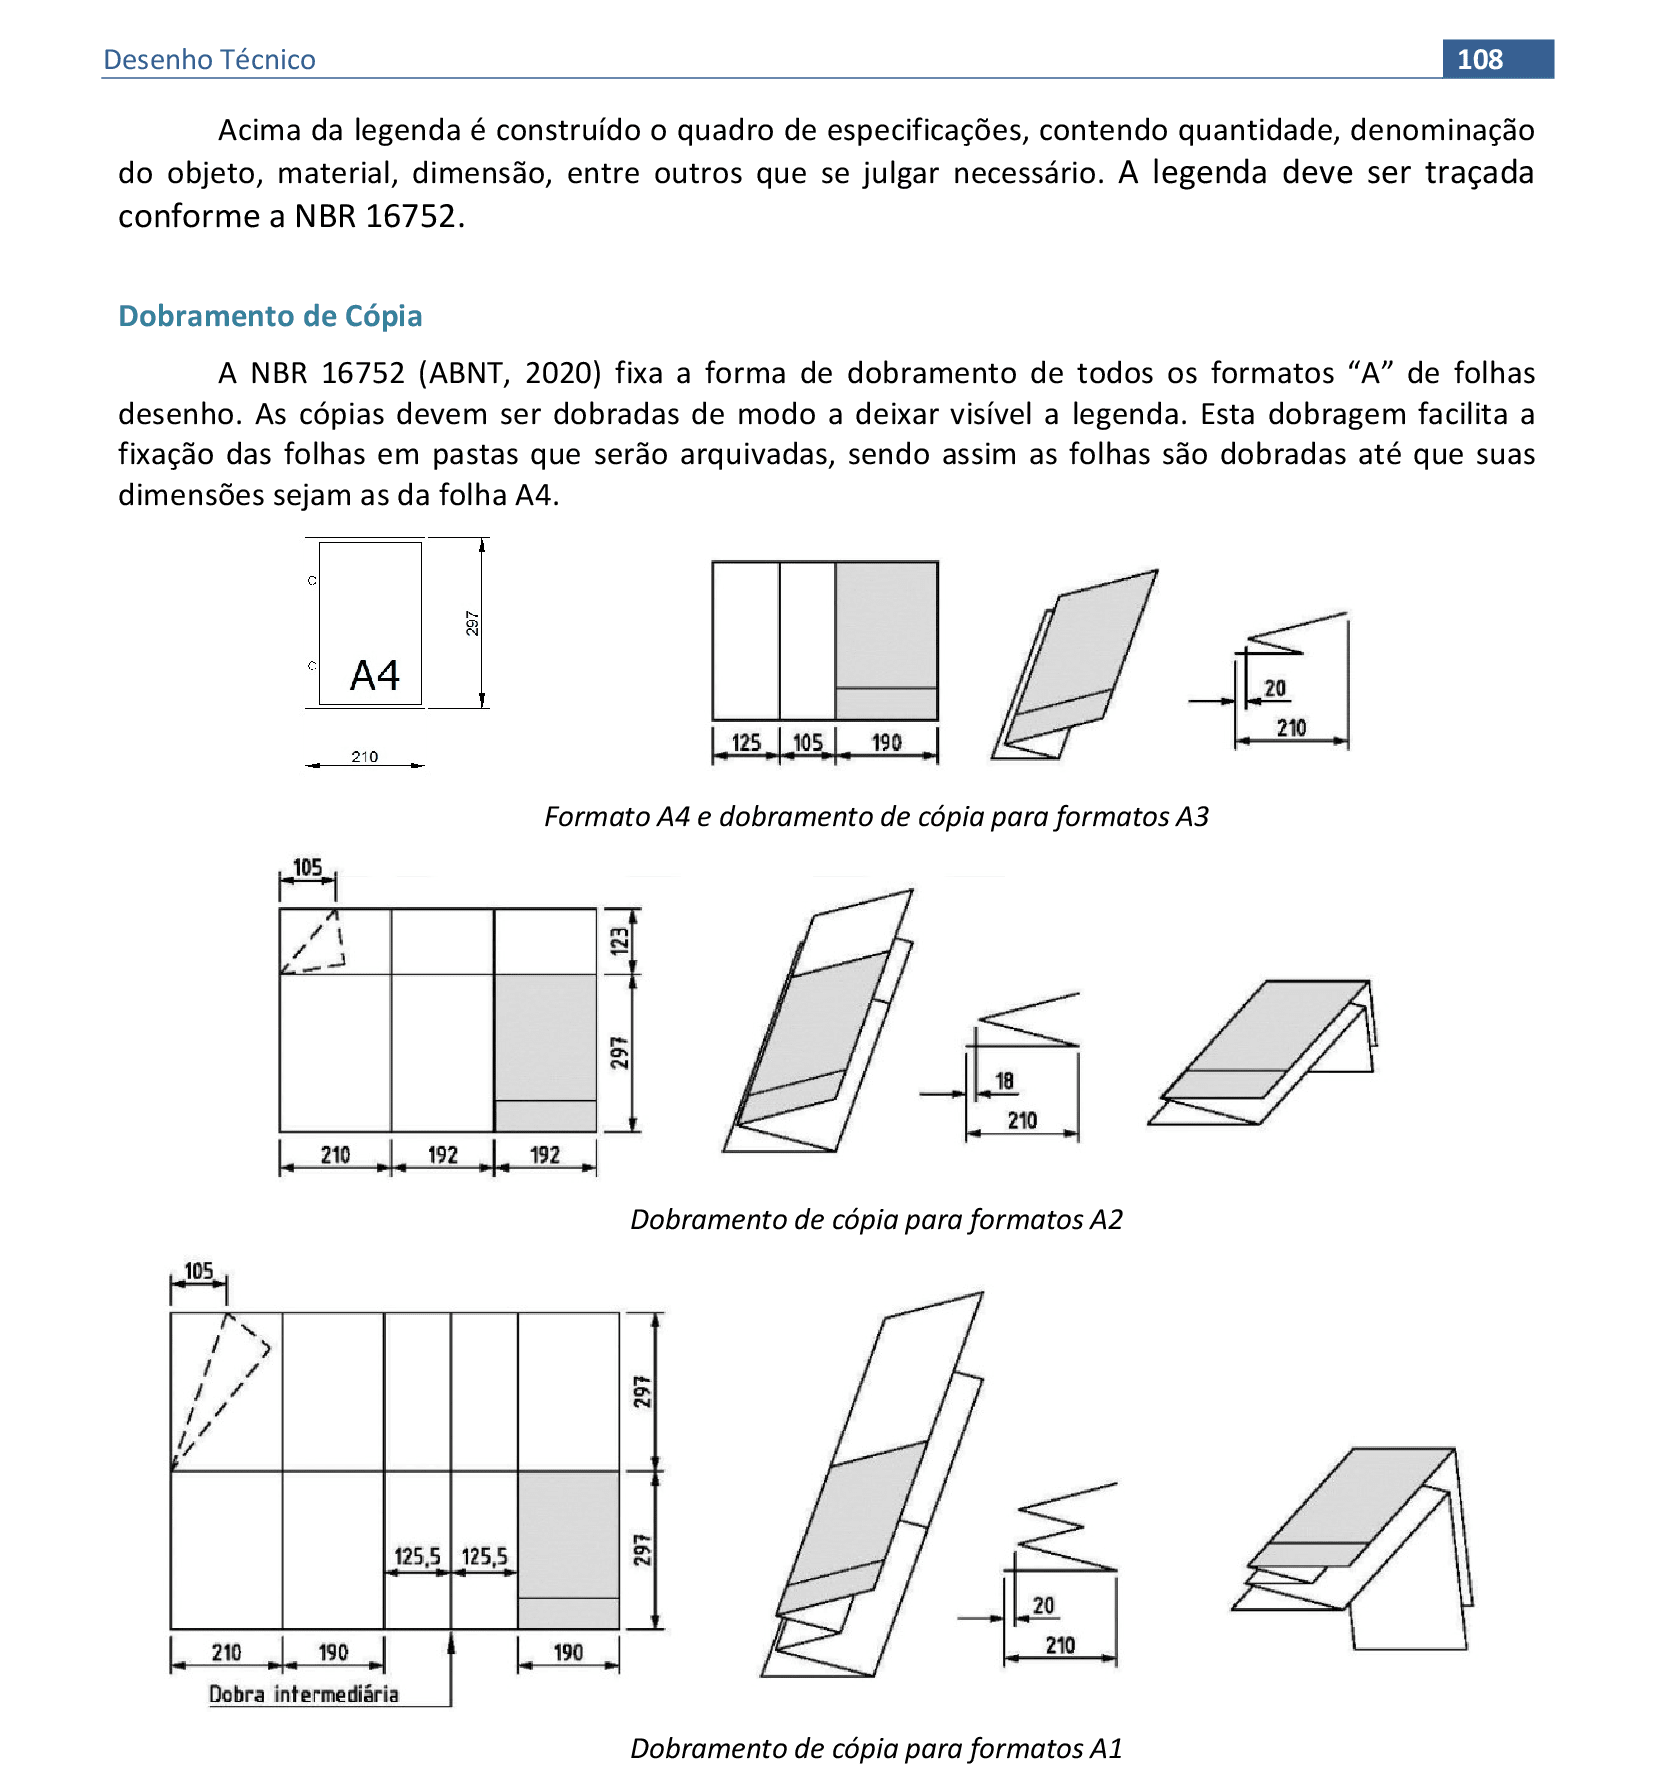 Desenho Técnico
108
Acima da legenda é construído o quadro de especificações, contendo quantidade, denominação
do objeto, material, dimensão, entre outros que se julgar necessário. A legenda deve ser traçada
conforme a NBR 16752.
Dobramento de Cópia
A NBR 16752 (ABNT, 2020) fixa a forma de dobramento de todos os formatos “A” de folhas
desenho. As cópias devem ser dobradas de modo a deixar visível a legenda. Esta dobragem facilita a
fixação das folhas em pastas que serão arquivadas, sendo assim as folhas são dobradas até que suas
dimensões sejam as da folha A4.
297
A4
210
125 105 190
20
210
Formato A4 e dobramento de cópia para formatos A3
105
123
297
210 192 192
18
210
Dobramento de cópia para formatos A2
105
297
297
125,5 125,5
210 190 190
Dobra intermediária
20
210
Dobramento de cópia para formatos A1